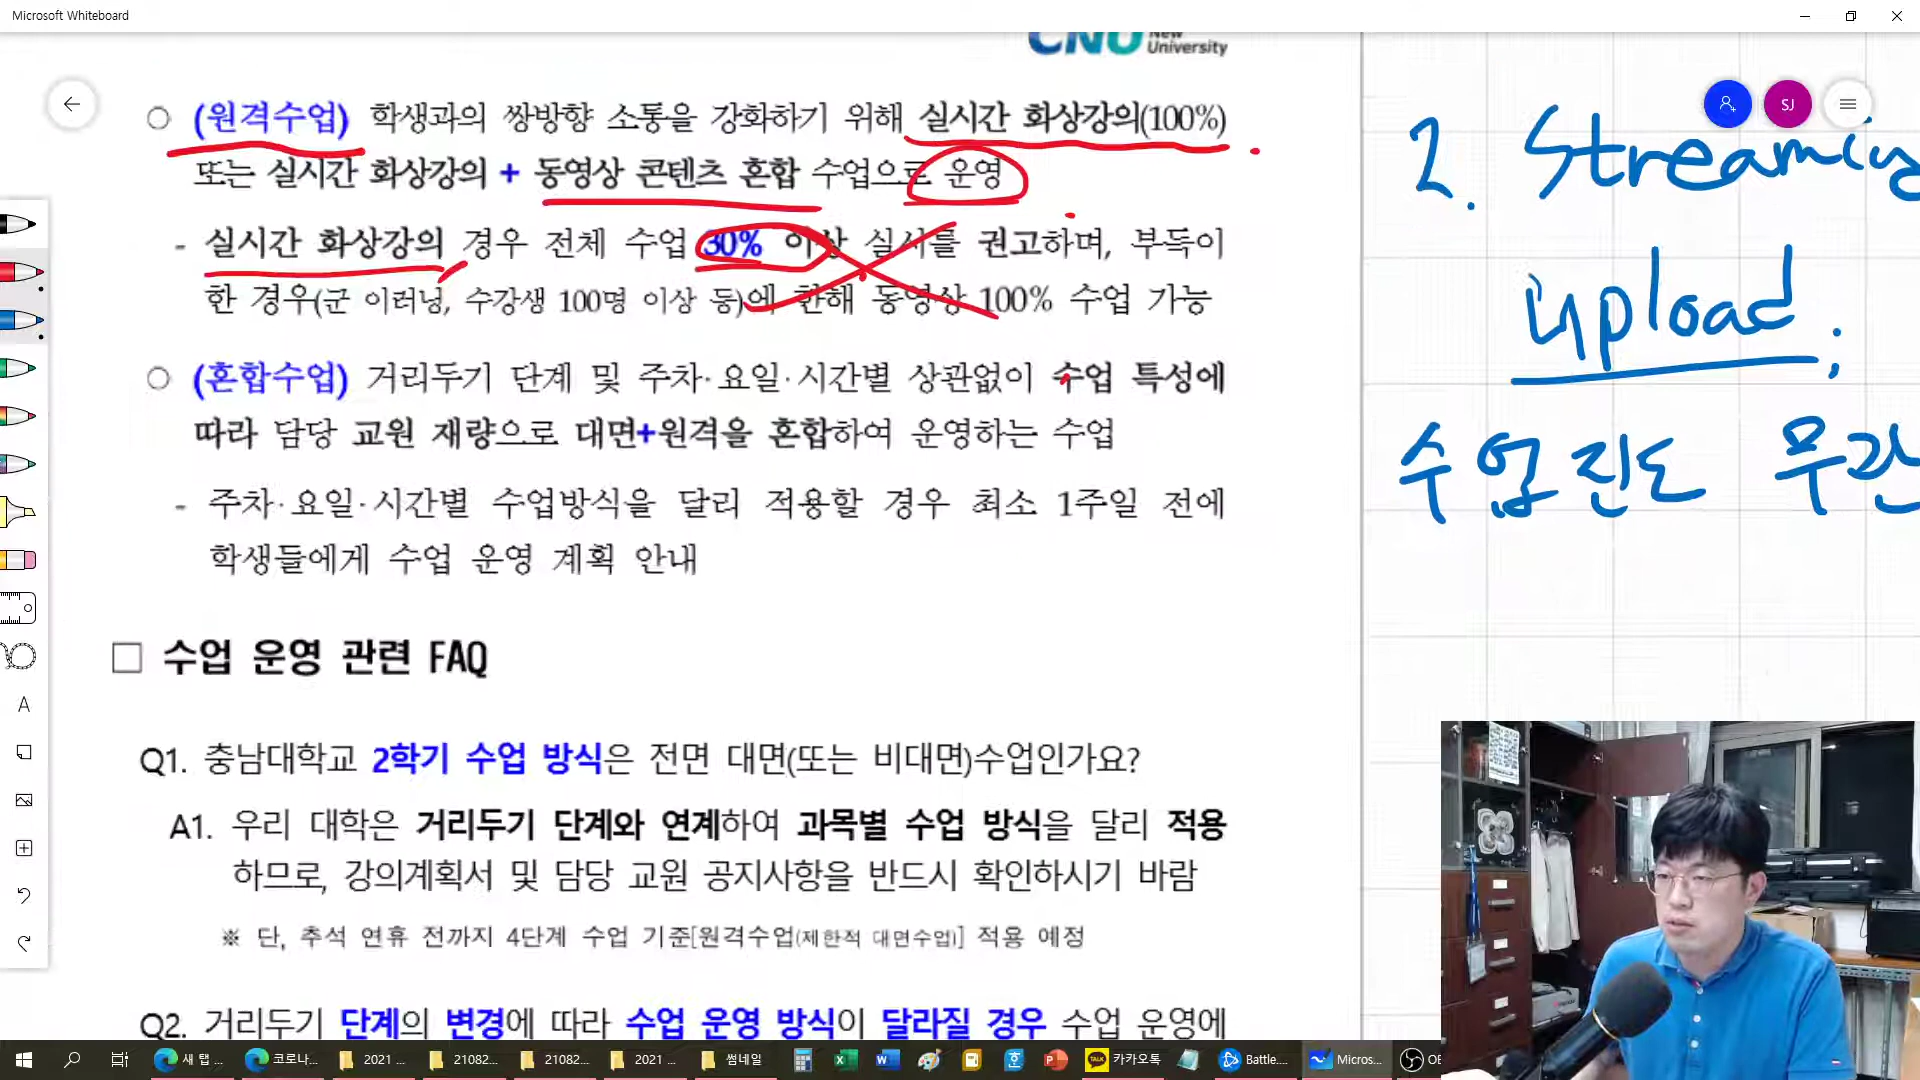 Microsoft Whiteboard
CNU New
University
○ (원격수업) 학생과의 쌍방향 소통을 강화하기 위해 실시간 화상강의(100%)
또는 실시간 화상강의 + 동영상 콘텐츠 혼합 수업으로 운영
- 실시간 화상강의 경우 전체 수업 30% 이상 실시를 권고하며, 부득이
한 경우(군 이러닝, 수강생 100명 이상 등)에 한해 동영상 100% 수업 가능
○ (혼합수업) 거리두기 단계 및 주차·요일·시간별 상관없이 수업 특성에
따라 담당 교원 재량으로 대면+원격을 혼합하여 운영하는 수업
- 주차·요일·시간별 수업방식을 달리 적용할 경우 최소 1주일 전에
학생들에게 수업 운영 계획 안내
□ 수업 운영 관련 FAQ
Q1. 충남대학교 2학기 수업 방식은 전면 대면(또는 비대면)수업인가요?
A1. 우리 대학은 거리두기 단계와 연계하여 과목별 수업 방식을 달리 적용
하므로, 강의계획서 및 담당 교원 공지사항을 반드시 확인하시기 바람
※ 단, 추석 연휴 전까지 4단계 수업 기준[원격수업(제한적 대면수업)] 적용 예정
Q2. 거리두기 단계의 변경에 따라 수업 운영 방식이 달라질 경우 수업 운영에
SJ
2. Streaming
upload.
수업진도 무관
A
새 탭 ...
코로나...
2021 ...
21082...
21082...
2021 ...
썸네일
TALK
카카오톡
Battle....
Micros...
OB